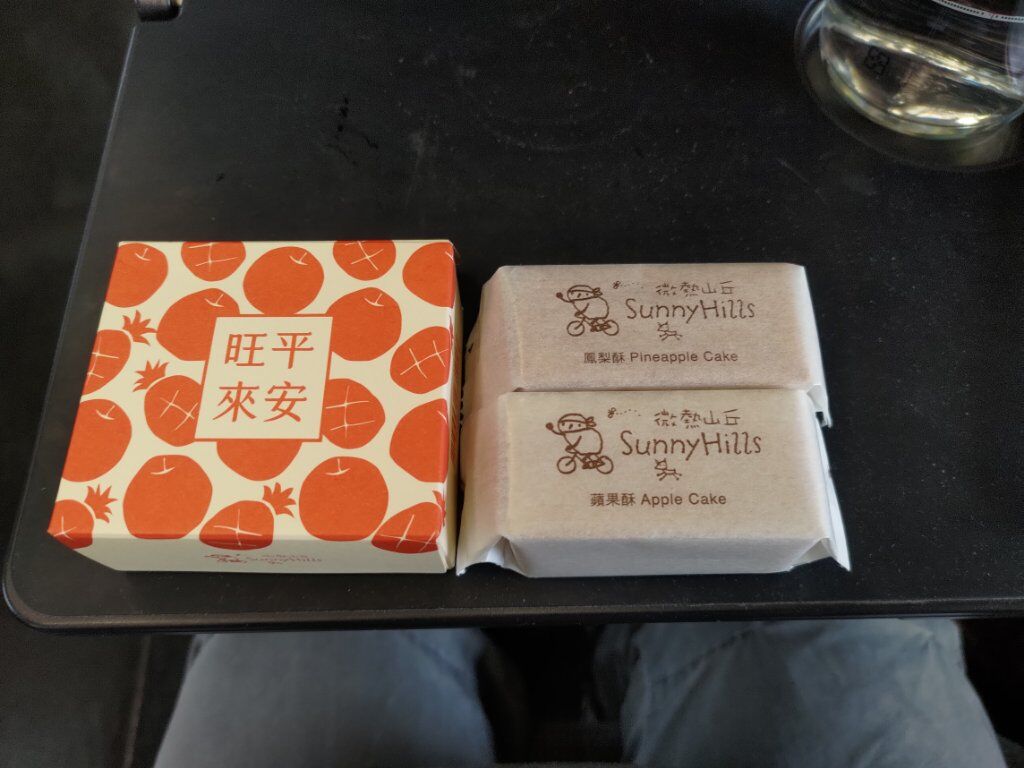 平安
旺來
SunnyHills
微熱山丘
SunnyHills
鳳梨酥 Pineapple Cake
微熱山丘
SunnyHills
蘋果酥 Apple Cake